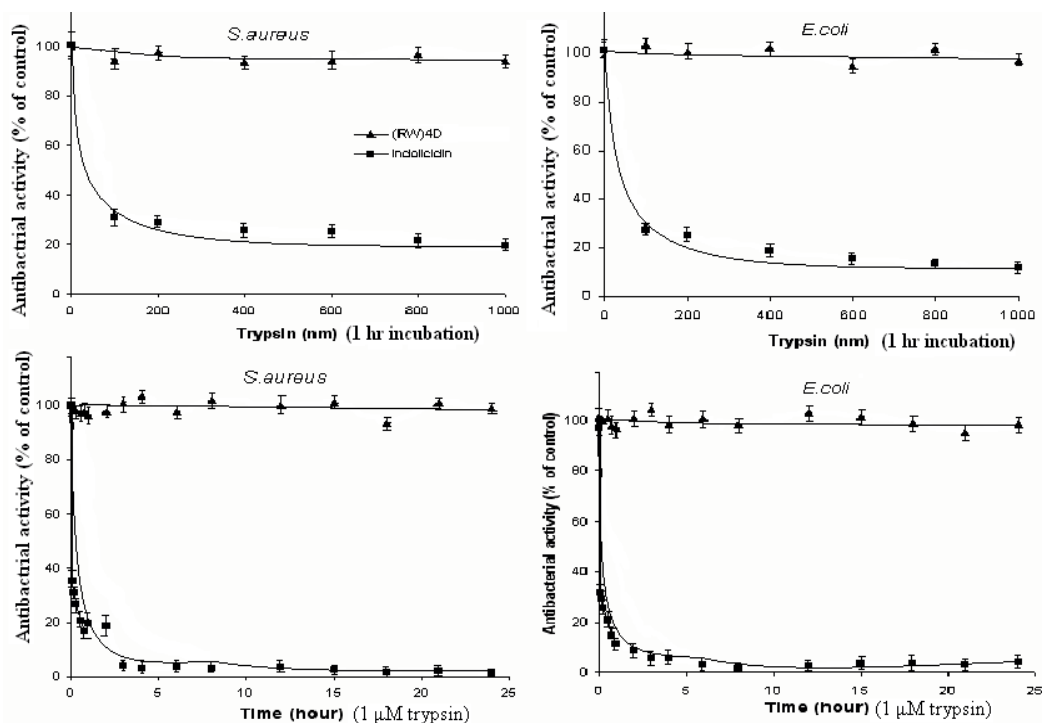 S.aureus
Antibactrial activity (% of control)
100
80
60
40
20
0
(RW)4D
Indolicidin
0 200 400 600 800 1000
Trypsin (nm) (1 hr incubation)
E.coli
Antibactrial activity (% of control)
100
80
60
40
20
0
0 200 400 600 800 1000
Trypsin (nm) (1 hr incubation)
S.aureus
Antibactrial activity (% of control)
100
80
60
40
20
0
0 5 10 15 20 25
Time (hour) (1 μM trypsin)
E.coli
Antibacterial activity (% of control)
100
80
60
40
20
0
0 5 10 15 20 25
Time (hour) (1 μM trypsin)